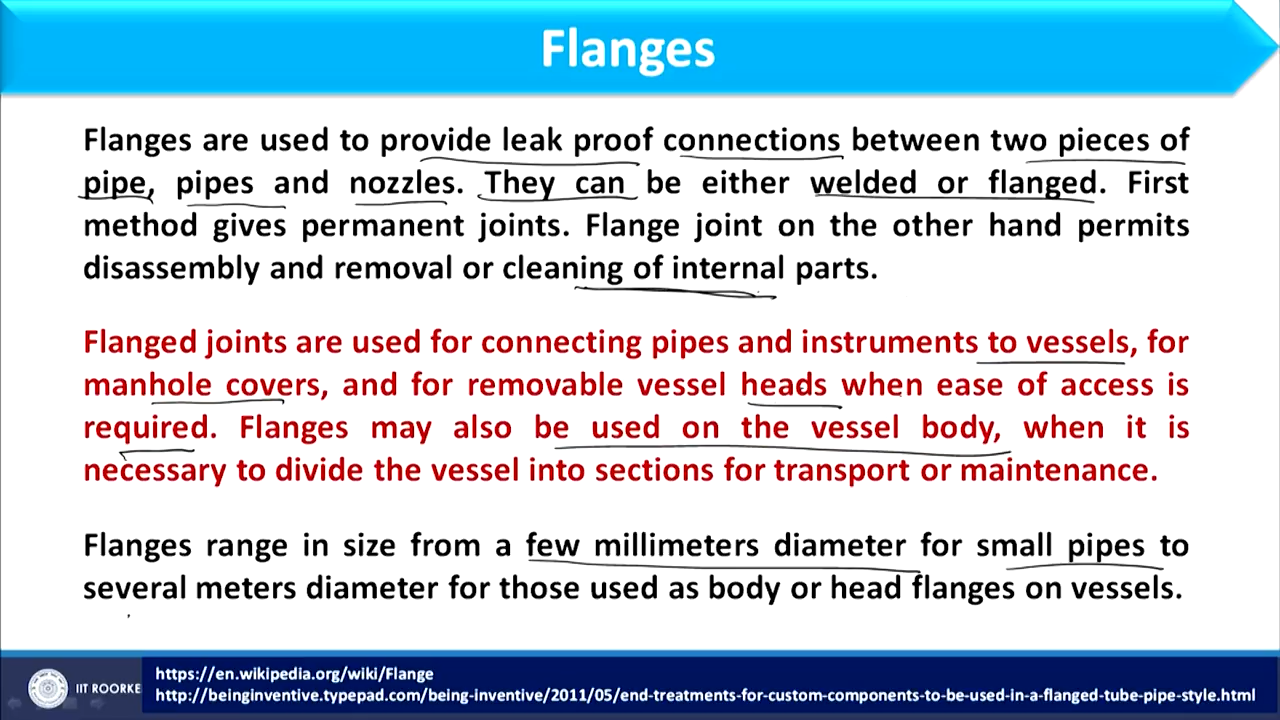 Flanges
Flanges are used to provide leak proof connections between two pieces of
pipe, pipes and nozzles. They can be either welded or flanged. First
method gives permanent joints. Flange joint on the other hand permits
disassembly and removal or cleaning of internal parts.
Flanged joints are used for connecting pipes and instruments to vessels, for
manhole covers, and for removable vessel heads when ease of access is
required. Flanges may also be used on the vessel body, when it is
necessary to divide the vessel into sections for transport or maintenance.
Flanges range in size from a few millimeters diameter for small pipes to
several meters diameter for those used as body or head flanges on vessels.
IIT ROORKE
https://en.wikipedia.org/wiki/Flange
http://beinginventive.typepad.com/being-inventive/2011/05/end-treatments-for-custom-components-to-be-used-in-a-flanged-tube-pipe-style.html